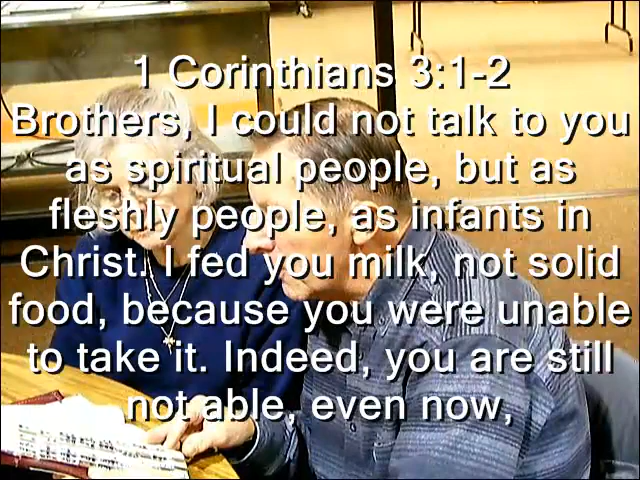 1 Corinthians 3:1-2
Brothers, I could not talk to you
as spiritual people, but as
fleshly people, as infants in
Christ. I fed you milk, not solid
food, because you were unable
to take it. Indeed, you are still
not able, even now,